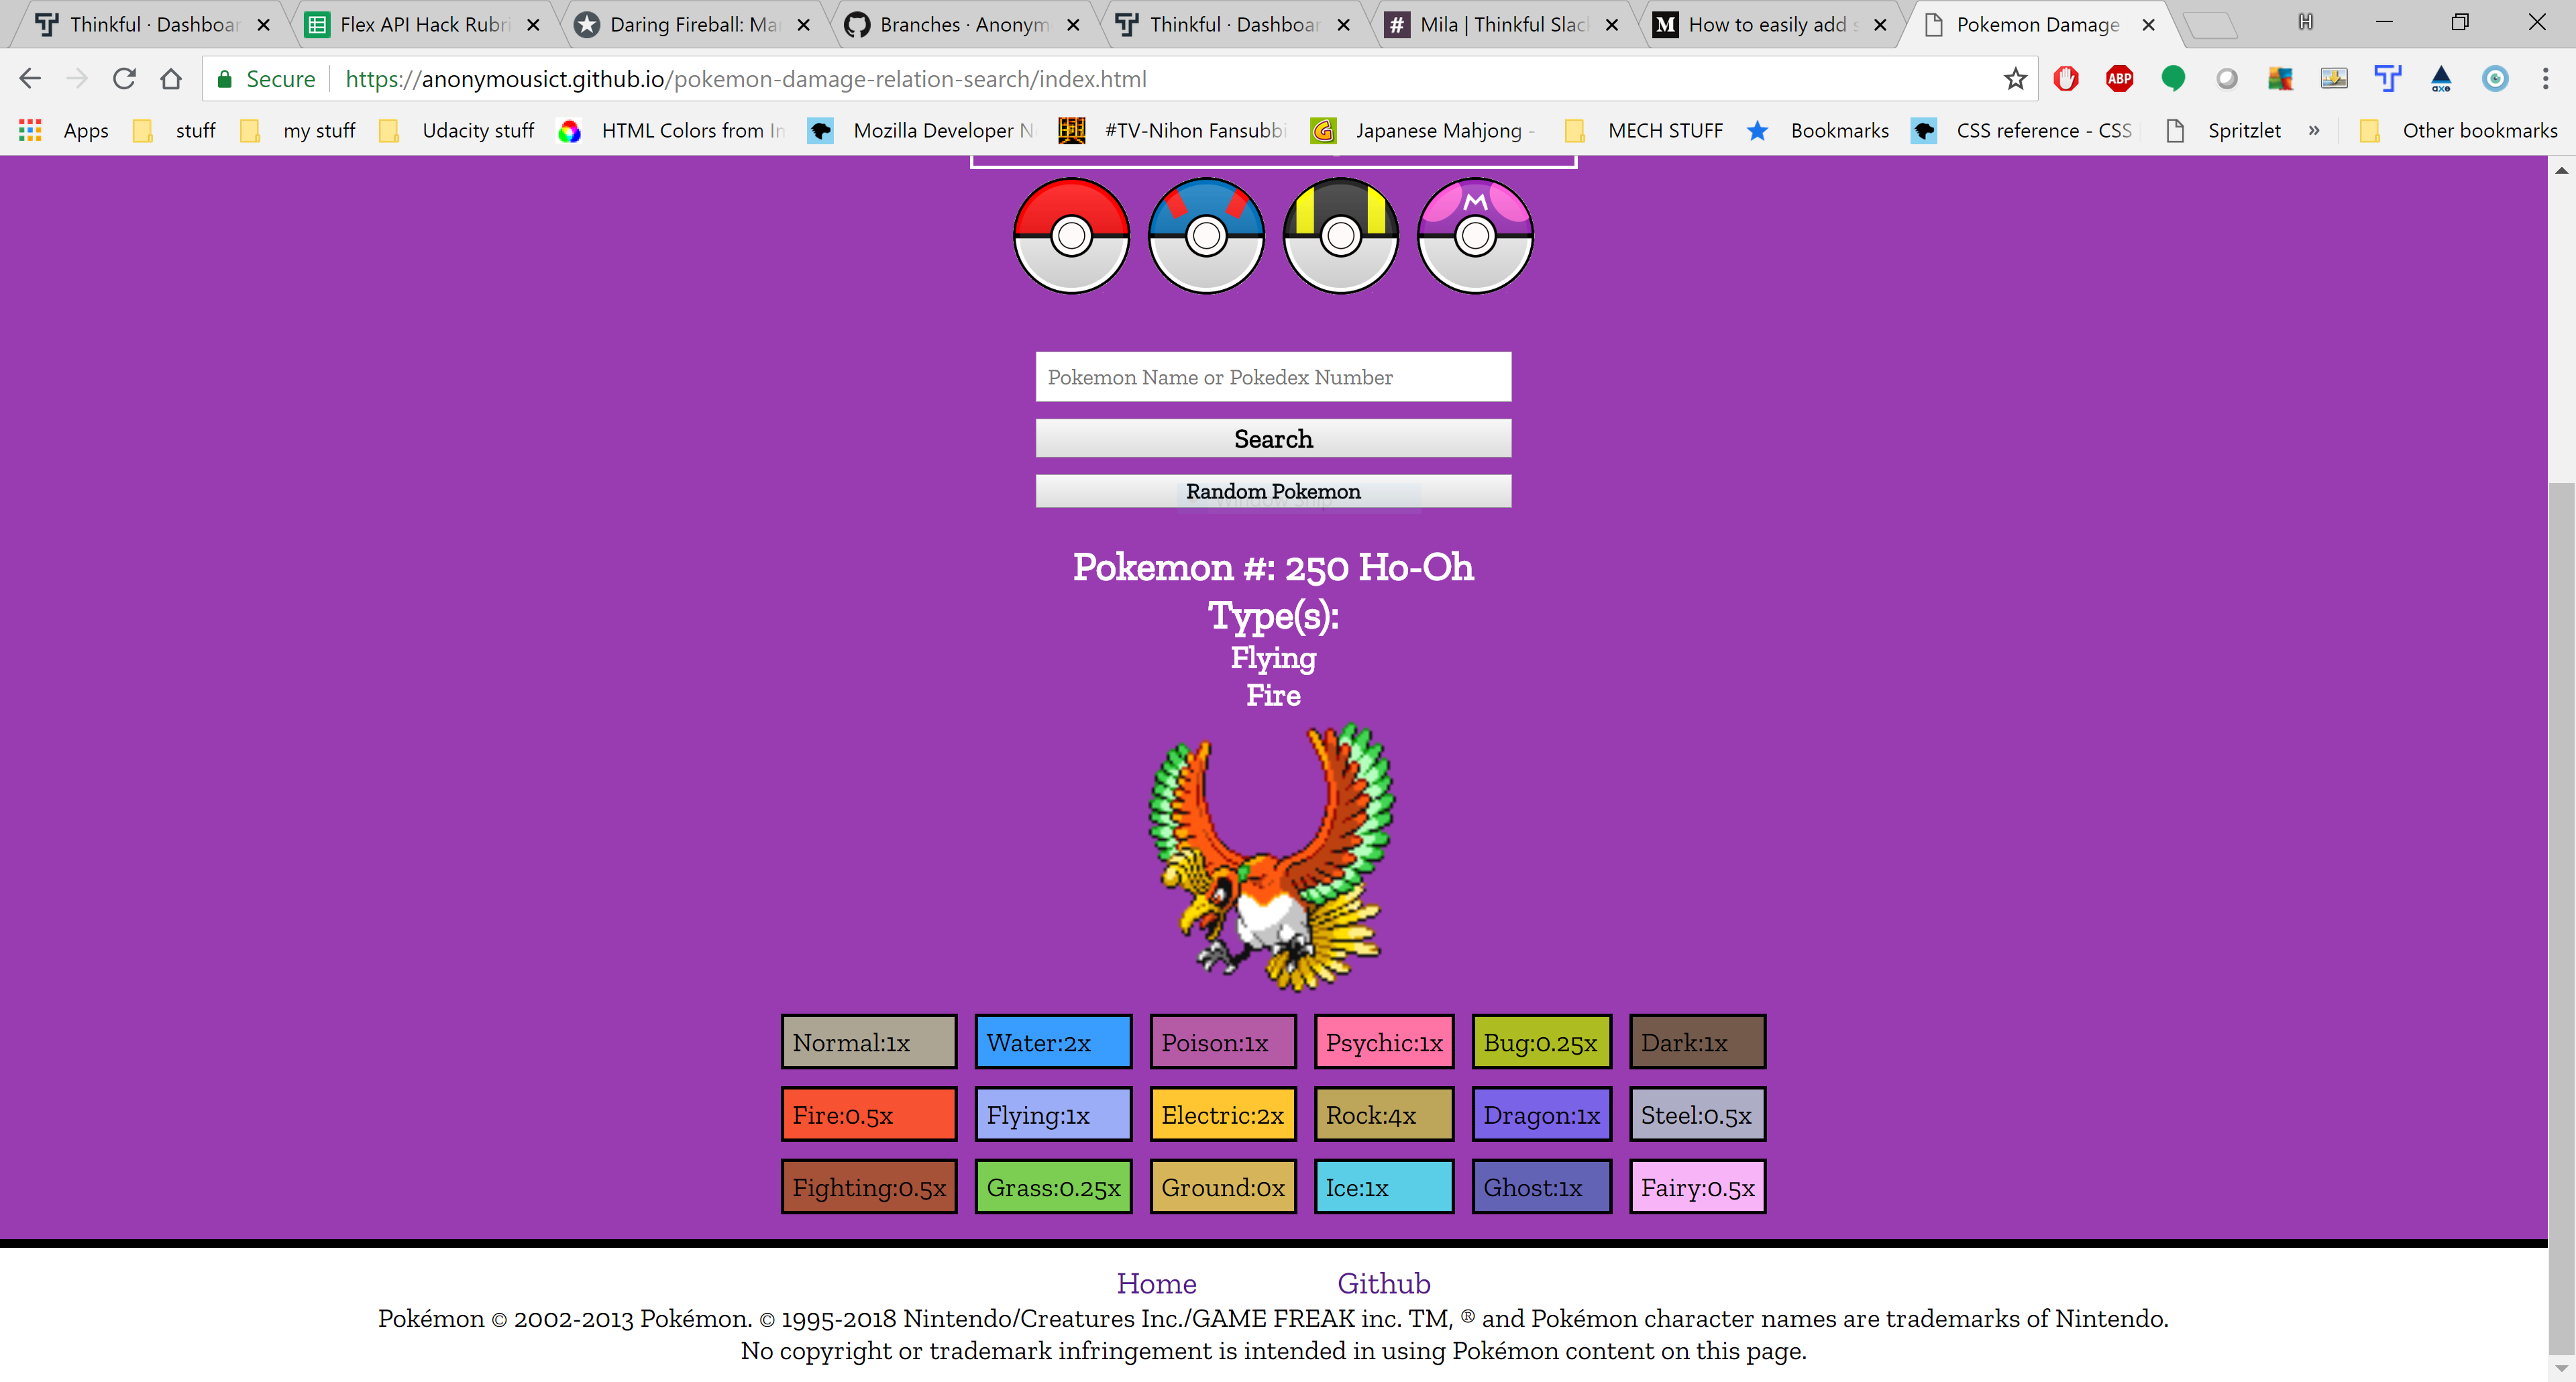 Thinkful · Dashboar Flex API Hack Rubri Daring Fireball: Ma Branches · Anonym Thinkful · Dashboar Mila | Thinkful Slac How to easily add s Pokemon Damage
Secure https://anonymousict.github.io/pokemon-damage-relation-search/index.html
Apps stuff my stuff Udacity stuff HTML Colors from In Mozilla Developer N #TV-Nihon Fansubbi Japanese Mahjong - MECH STUFF Bookmarks CSS reference - CSS Spritzlet » Other bookmarks
M
Pokemon Name or Pokedex Number
Search
Random Pokemon
Pokemon #: 250 Ho-Oh
Type(s):
Flying
Fire
Normal:1x Water:2x Poison:1x Psychic:1x Bug:0.25x Dark:1x
Fire:0.5x Flying:1x Electric:2x Rock:4x Dragon:1x Steel:0.5x
Fighting:0.5x Grass:0.25x Ground:0x Ice:1x Ghost:1x Fairy:0.5x
Home Github
Pokémon © 2002-2013 Pokémon. © 1995-2018 Nintendo/Creatures Inc./GAME FREAK inc. TM, ® and Pokémon character names are trademarks of Nintendo.
No copyright or trademark infringement is intended in using Pokémon content on this page.